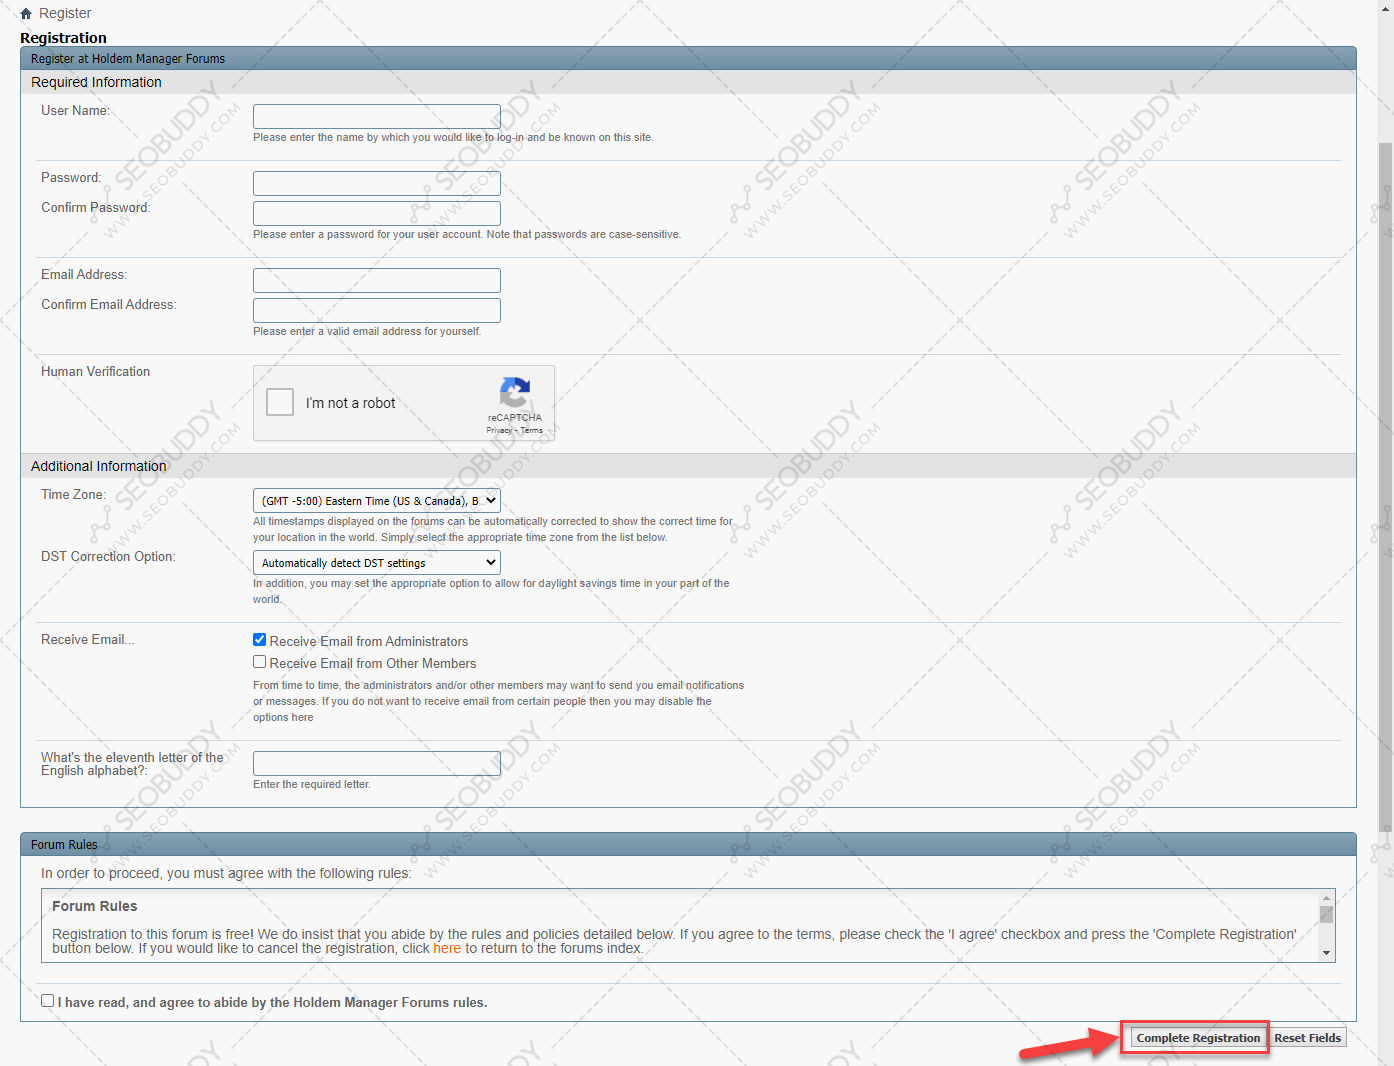 Register
Registration
Register at Holdem Manager Forums
Required Information
User Name:
Please enter the name by which you would like to log-in and be known on this site.
Password:
Confirm Password:
Please enter a password for your user account. Note that passwords are case-sensitive.
Email Address:
Confirm Email Address:
Please enter a valid email address for yourself.
Human Verification
I'm not a robot
reCAPTCHA
Privacy - Terms
Additional Information
Time Zone:
(GMT -5:00) Eastern Time (US & Canada), B
All timestamps displayed on the forums can be automatically corrected to show the correct time for
your location in the world. Simply select the appropriate time zone from the list below.
DST Correction Option:
Automatically detect DST settings
In addition, you may set the appropriate option to allow for daylight savings time in your part of the
world.
Receive Email...
Receive Email from Administrators
Receive Email from Other Members
From time to time, the administrators and/or other members may want to send you email notifications
or messages. If you do not want to receive email from certain people then you may disable the
options here
What's the eleventh letter of the
English alphabet?:
Enter the required letter.
Forum Rules
In order to proceed, you must agree with the following rules:
Forum Rules
Registration to this forum is free! We do insist that you abide by the rules and policies detailed below. If you agree to the terms, please check the 'I agree' checkbox and press the 'Complete Registration'
button below. If you would like to cancel the registration, click here to return to the forums index.
I have read, and agree to abide by the Holdem Manager Forums rules.
Complete Registration
Reset Fields
SEOBUDDY
WWW.SEOBUDDY.COM